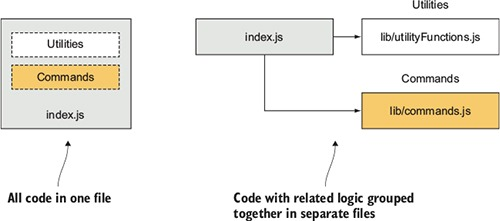 Utilities
Commands
index.js
All code in one file
index.js
Utilities
lib/utilityFunctions.js
Commands
lib/commands.js
Code with related logic grouped
together in separate files